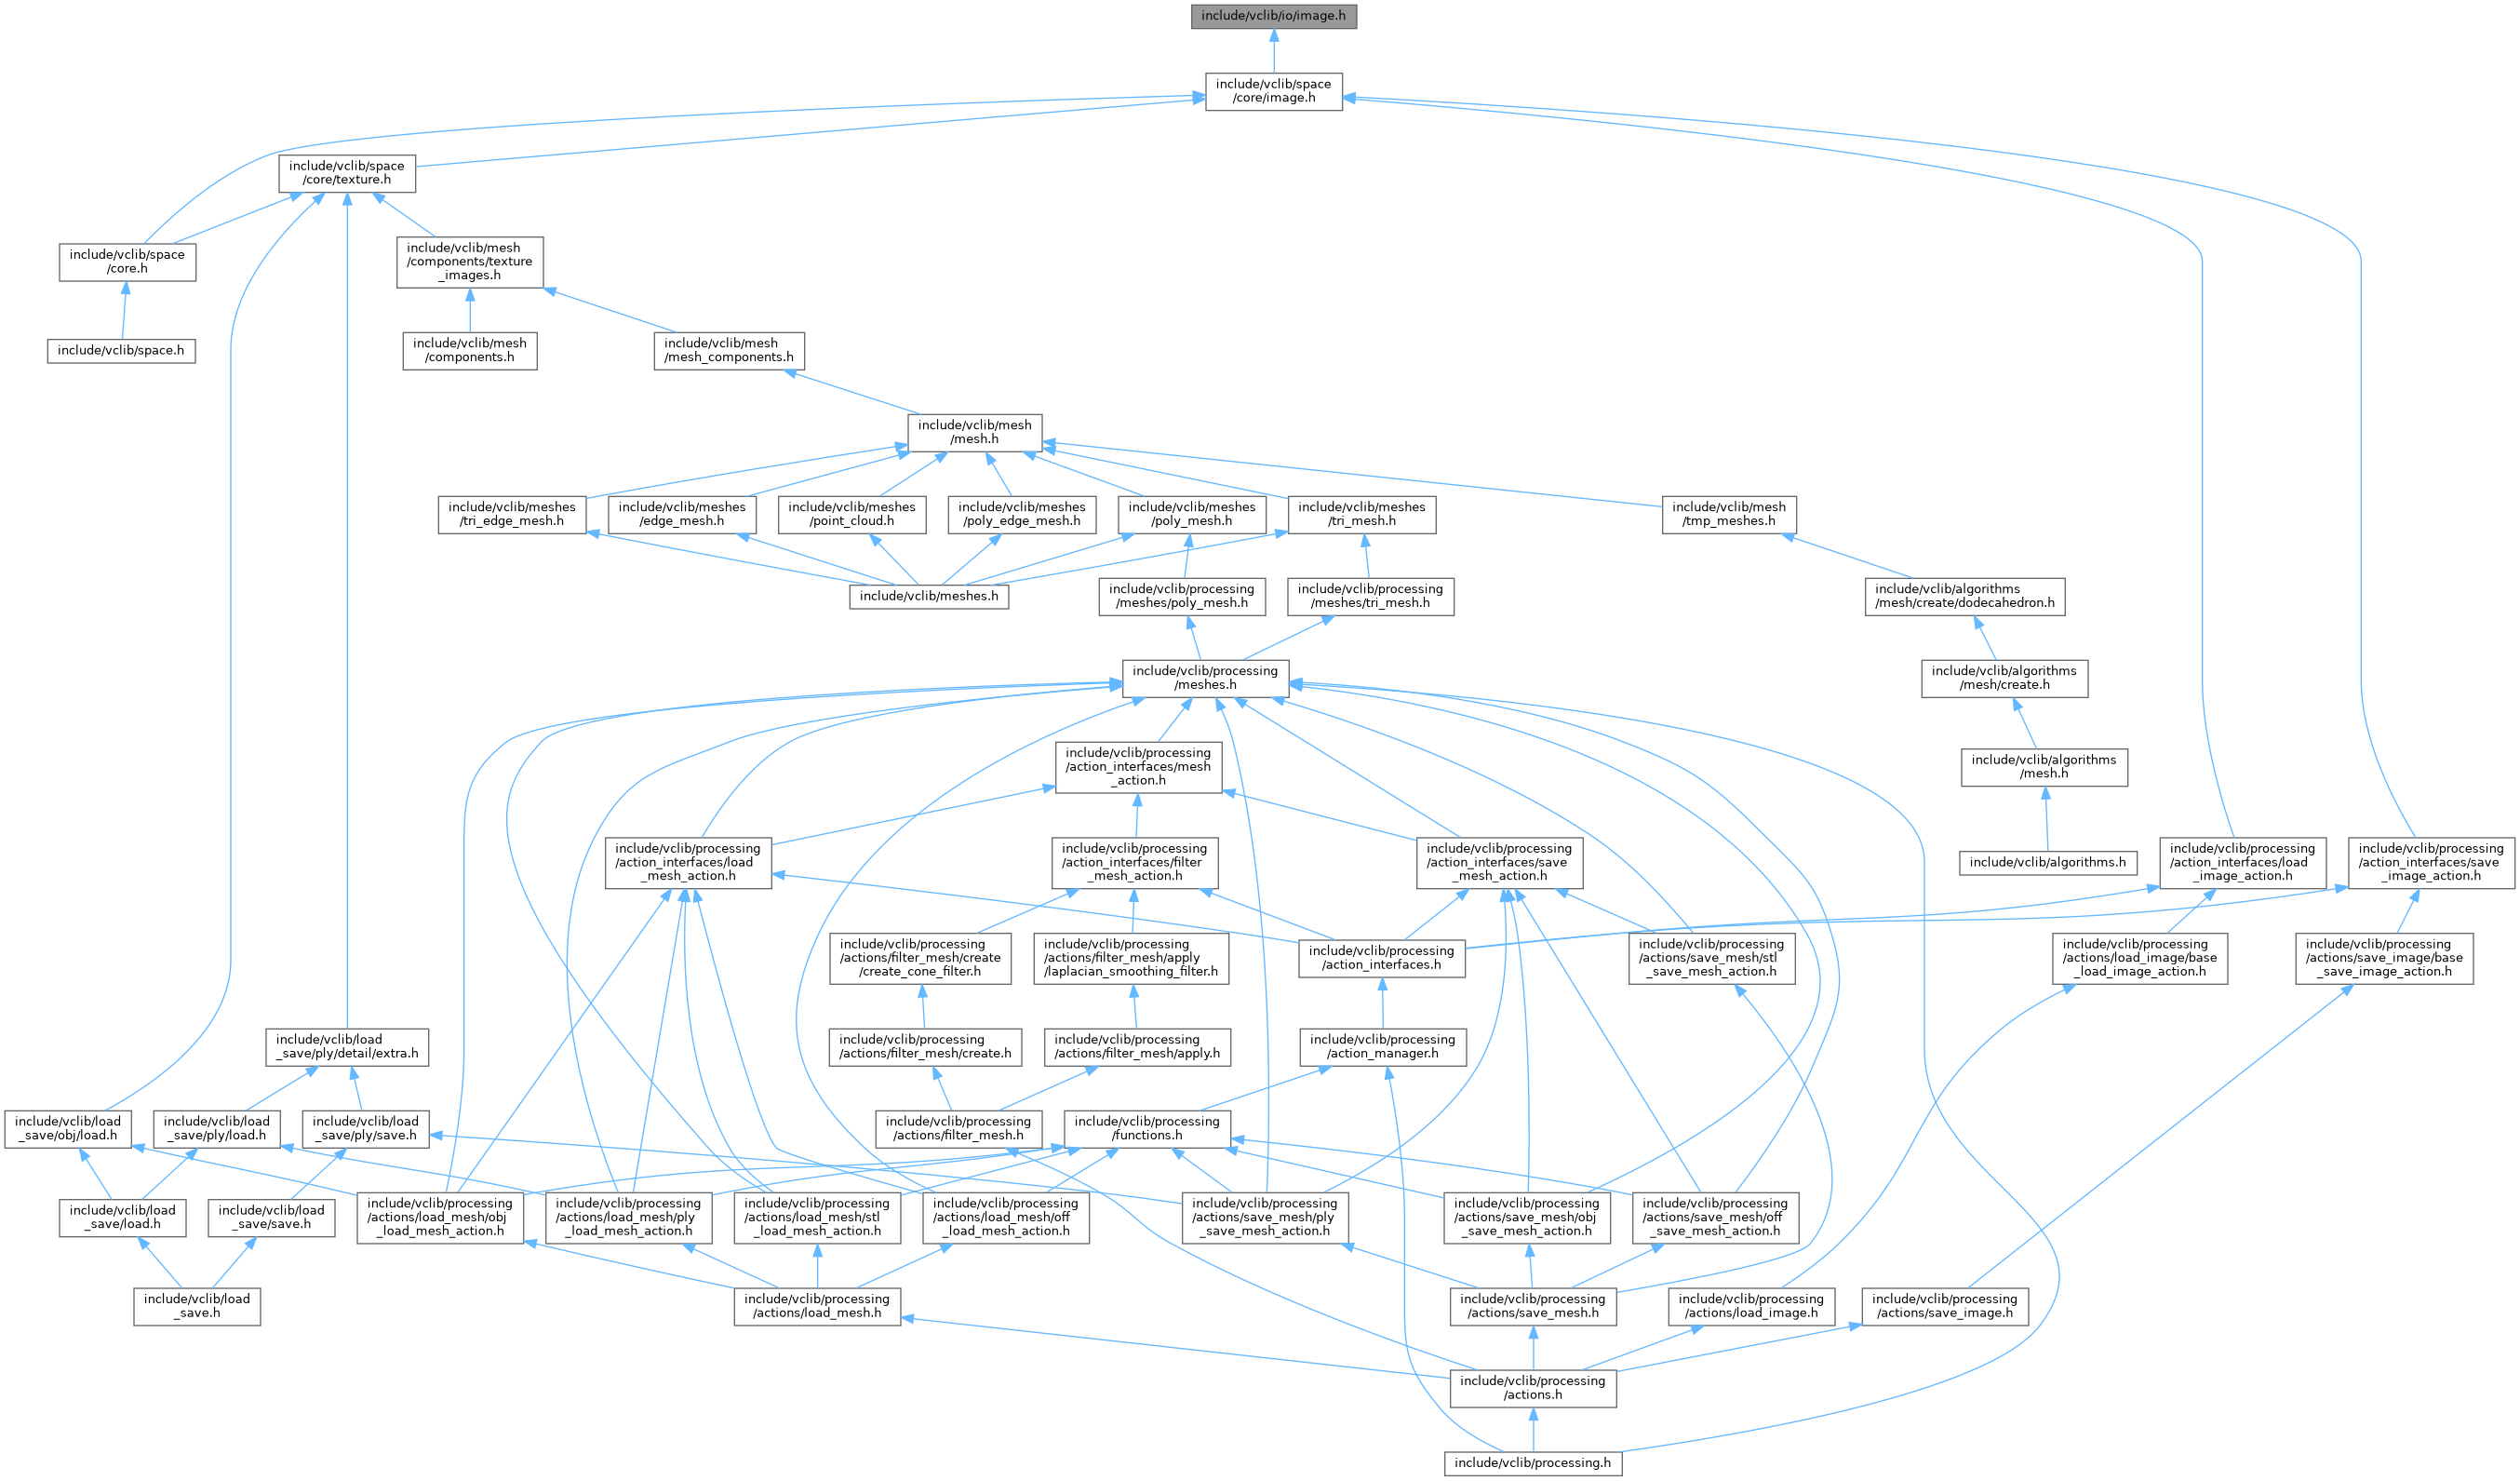 include/vclib/io/image.h
include/vclib/space
/core/image.h
include/vclib/space
/core/texture.h
include/vclib/space
/core.h
include/vclib/mesh
/components/texture
_images.h
include/vclib/space.h
include/vclib/mesh
/components.h
include/vclib/mesh
/mesh_components.h
include/vclib/mesh
/mesh.h
include/vclib/meshes
/tri_edge_mesh.h
include/vclib/meshes
/edge_mesh.h
include/vclib/meshes
/point_cloud.h
include/vclib/meshes
/poly_edge_mesh.h
include/vclib/meshes
/poly_mesh.h
include/vclib/meshes
/tri_mesh.h
include/vclib/mesh
/tmp_meshes.h
include/vclib/meshes.h
include/vclib/processing
/meshes/poly_mesh.h
include/vclib/processing
/meshes/tri_mesh.h
include/vclib/algorithms
/mesh/create/dodecahedron.h
include/vclib/processing
/meshes.h
include/vclib/algorithms
/mesh/create.h
include/vclib/processing
/action_interfaces/mesh
_action.h
include/vclib/algorithms
/mesh.h
include/vclib/processing
/action_interfaces/load
_mesh_action.h
include/vclib/processing
/action_interfaces/filter
_mesh_action.h
include/vclib/processing
/action_interfaces/save
_mesh_action.h
include/vclib/algorithms.h
include/vclib/processing
/action_interfaces/load
_image_action.h
include/vclib/processing
/action_interfaces/save
_image_action.h
include/vclib/processing
/actions/filter_mesh/create
/create_cone_filter.h
include/vclib/processing
/actions/filter_mesh/apply
/laplacian_smoothing_filter.h
include/vclib/processing
/action_interfaces.h
include/vclib/processing
/actions/save_mesh/stl
_save_mesh_action.h
include/vclib/processing
/actions/load_image/base
_load_image_action.h
include/vclib/processing
/actions/save_image/base
_save_image_action.h
include/vclib/load
_save/ply/detail/extra.h
include/vclib/processing
/actions/filter_mesh/create.h
include/vclib/processing
/actions/filter_mesh/apply.h
include/vclib/processing
/action_manager.h
include/vclib/load
_save/obj/load.h
include/vclib/load
_save/ply/load.h
include/vclib/load
_save/ply/save.h
include/vclib/processing
/actions/filter_mesh.h
include/vclib/processing
/functions.h
include/vclib/load
_save/load.h
include/vclib/load
_save/save.h
include/vclib/processing
/actions/load_mesh/obj
_load_mesh_action.h
include/vclib/processing
/actions/load_mesh/ply
_load_mesh_action.h
include/vclib/processing
/actions/load_mesh/stl
_load_mesh_action.h
include/vclib/processing
/actions/load_mesh/off
_load_mesh_action.h
include/vclib/processing
/actions/save_mesh/ply
_save_mesh_action.h
include/vclib/processing
/actions/save_mesh/obj
_save_mesh_action.h
include/vclib/processing
/actions/save_mesh/off
_save_mesh_action.h
include/vclib/load
_save.h
include/vclib/processing
/actions/load_mesh.h
include/vclib/processing
/actions/save_mesh.h
include/vclib/processing
/actions/load_image.h
include/vclib/processing
/actions/save_image.h
include/vclib/processing
/actions.h
include/vclib/processing.h